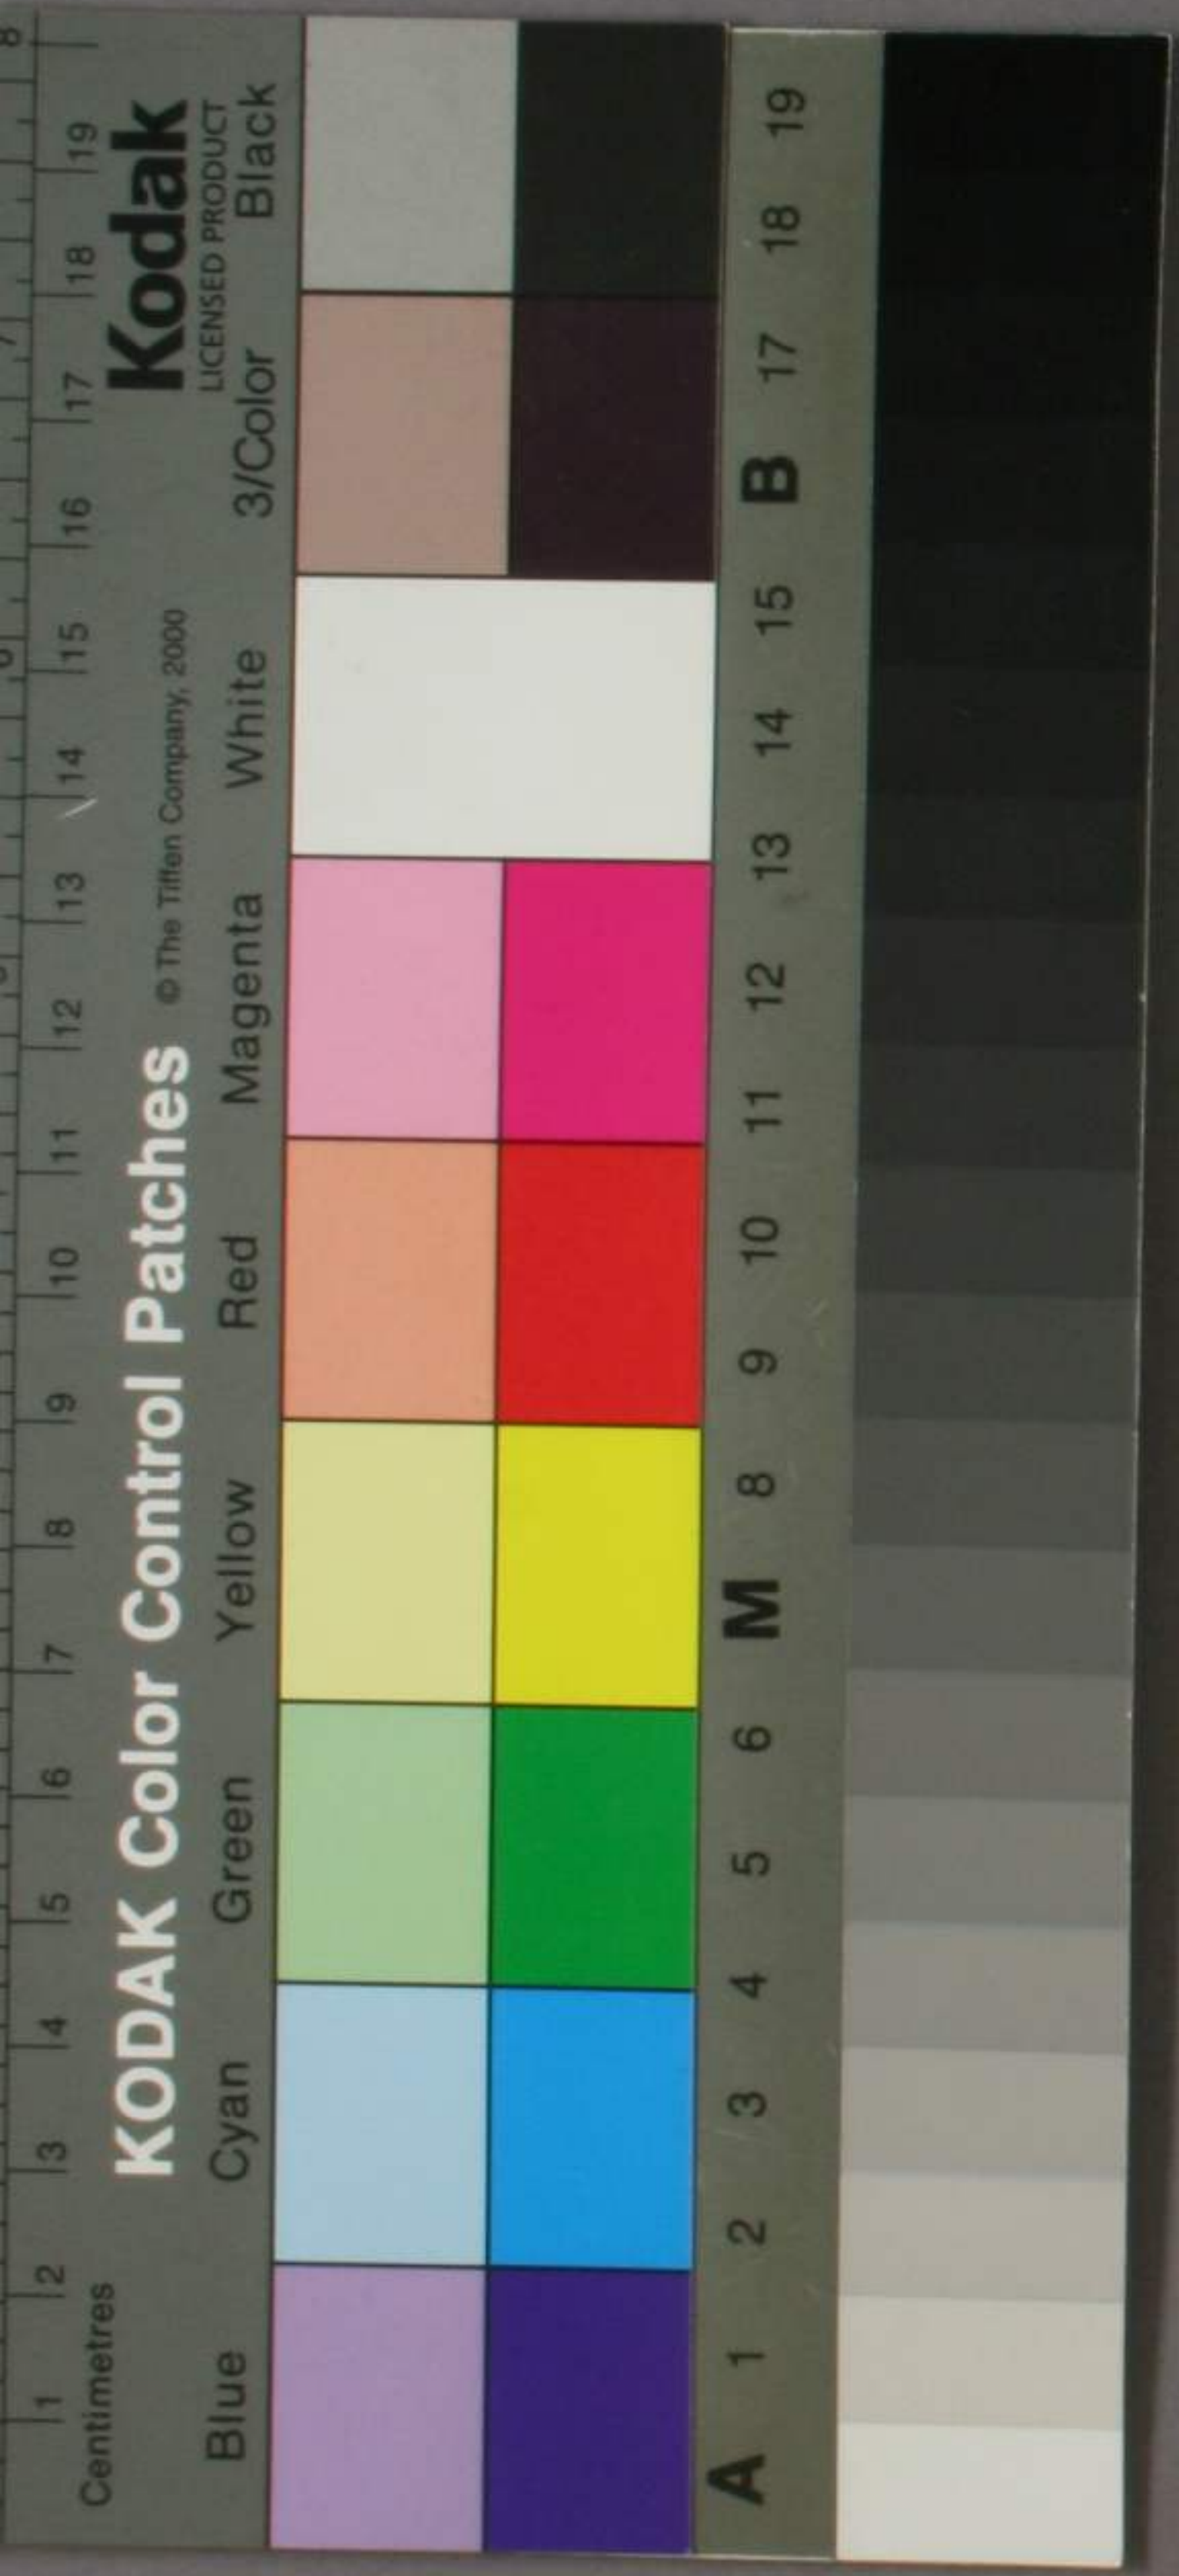 Kodak
LICENSED PRODUCT
KODAK Color Control Patches © The Tiffen Company, 2000
Centimetres
1 2 3 4 5 6 7 8 9 10 11 12 13 14 15 16 17 18 19
Blue Cyan Green Yellow Red Magenta White 3/Color Black
A 1 2 3 4 5 6 M 8 9 10 11 12 13 14 15 B 17 18 19